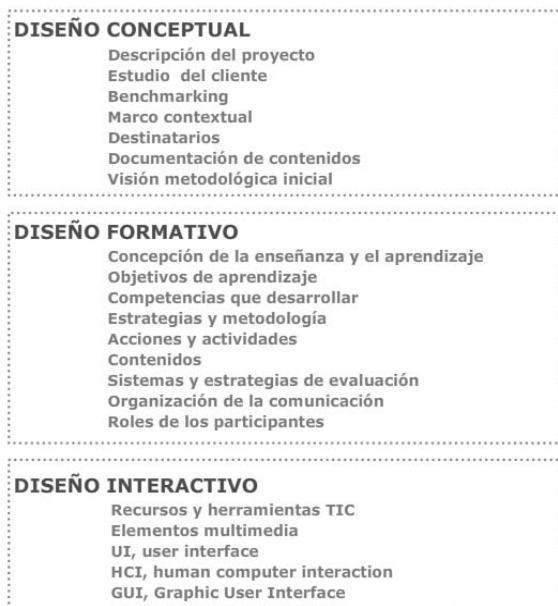 DISEÑO CONCEPTUAL
Descripción del proyecto
Estudio del cliente
Benchmarking
Marco contextual
Destinatarios
Documentación de contenidos
Visión metodológica inicial
DISEÑO FORMATIVO
Concepción de la enseñanza y el aprendizaje
Objetivos de aprendizaje
Competencias que desarrollar
Estrategias y metodología
Acciones y actividades
Contenidos
Sistemas y estrategias de evaluación
Organización de la comunicación
Roles de los participantes
DISEÑO INTERACTIVO
Recursos y herramientas TIC
Elementos multimedia
UI, user interface
HCI, human computer interaction
GUI, Graphic User Interface